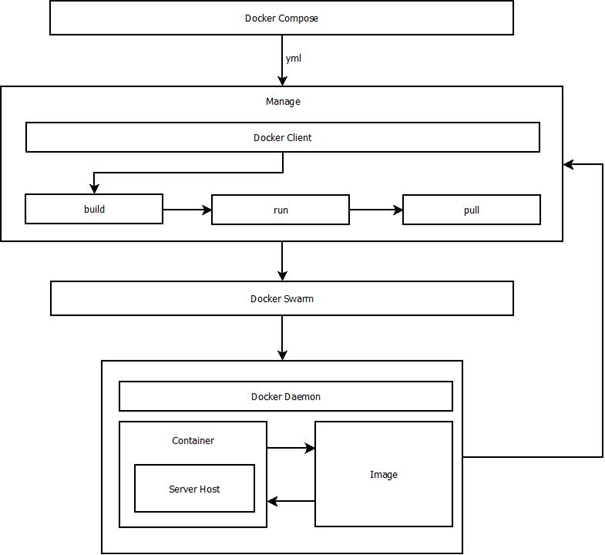 Docker Compose
yml
Manage
Docker Client
build
run
pull
Docker Swarm
Docker Daemon
Container
Server Host
Image